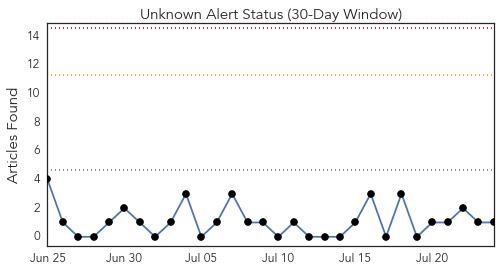 Unknown Alert Status (30-Day Window)
Articles Found
14
12
10
8
6
4
2
0
Jun 25 Jun 30 Jul 05 Jul 10 Jul 15 Jul 20